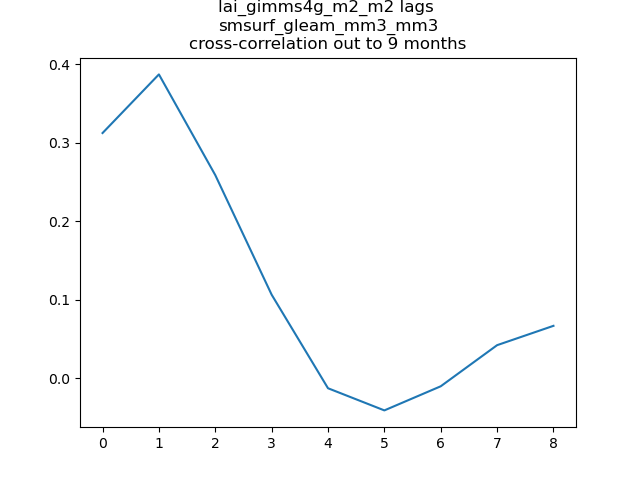 lai_gimms4g_m2_m2 lags
smsurf_gleam_mm3_mm3
cross-correlation out to 9 months
0.4
0.3
0.2
0.1
0.0
0 1 2 3 4 5 6 7 8